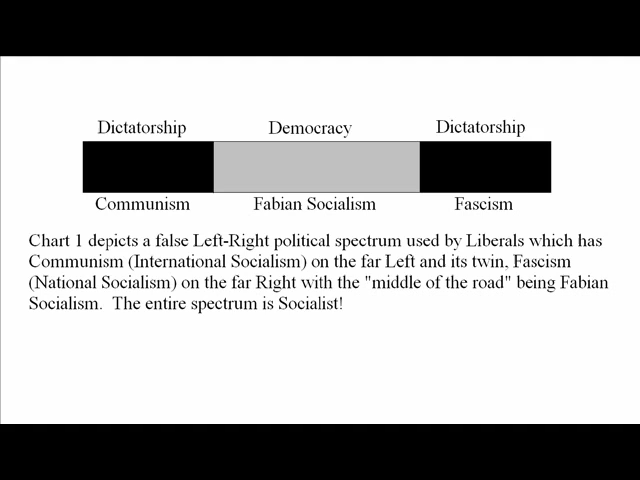 Dictatorship Democracy Dictatorship
Communism Fabian Socialism Fascism
Chart 1 depicts a false Left-Right political spectrum used by Liberals which has
Communism (International Socialism) on the far Left and its twin, Fascism
(National Socialism) on the far Right with the "middle of the road" being Fabian
Socialism.  The entire spectrum is Socialist!